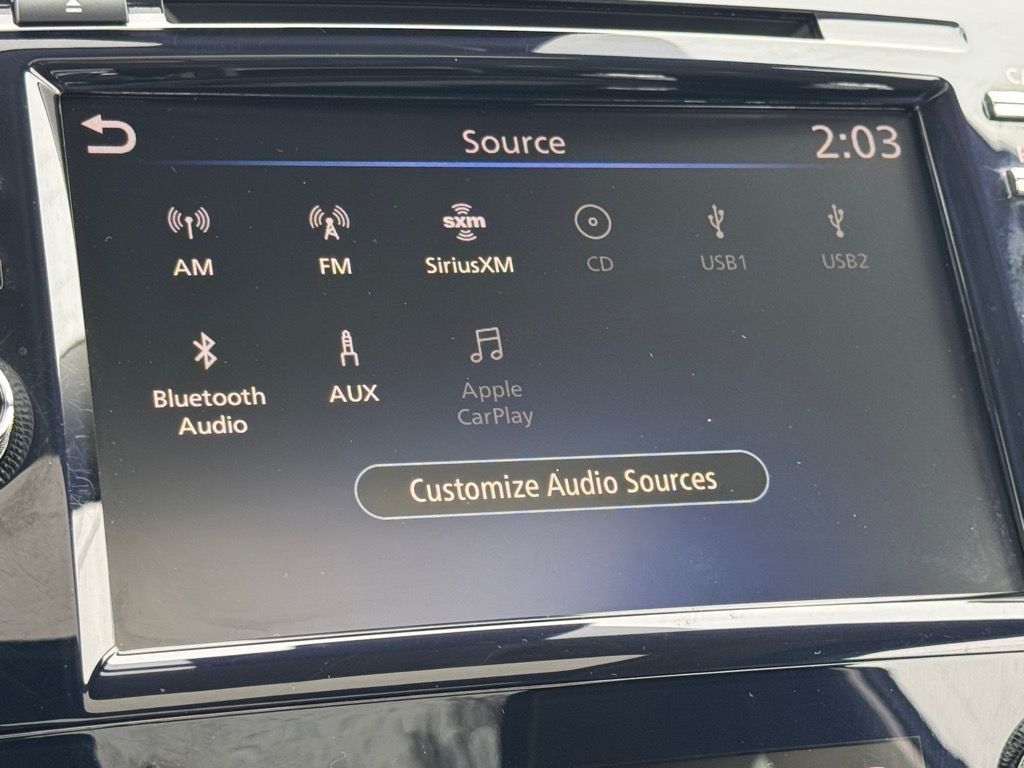 Source
2:03
sxm
AM
FM
SiriusXM
CD
USB1
USB2
Bluetooth
Audio
AUX
Apple
CarPlay
Customize Audio Sources